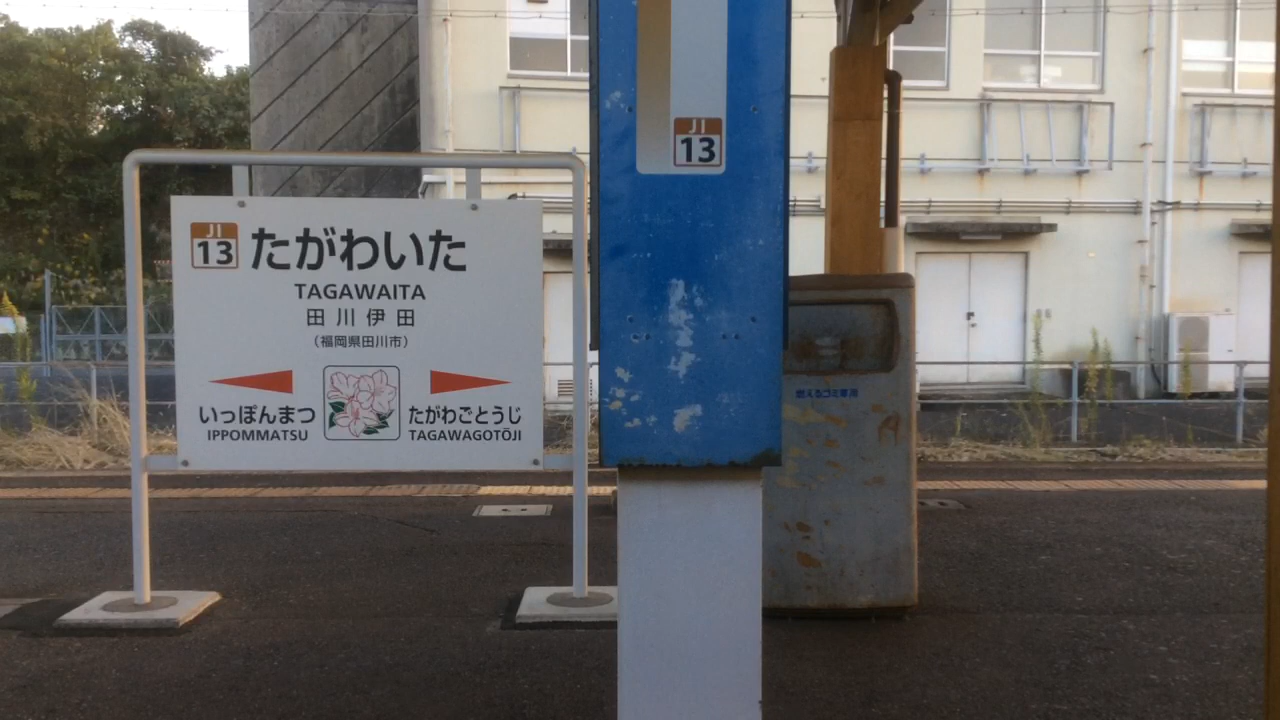 JI
13
たがわいた
TAGAWAITA
田川伊田
(福岡県田川市)
いっぽんまつ
IPPOMMATSU
たがわごとうじ
TAGAWAGOTŌJI
JI
13
燃えるゴミ専用